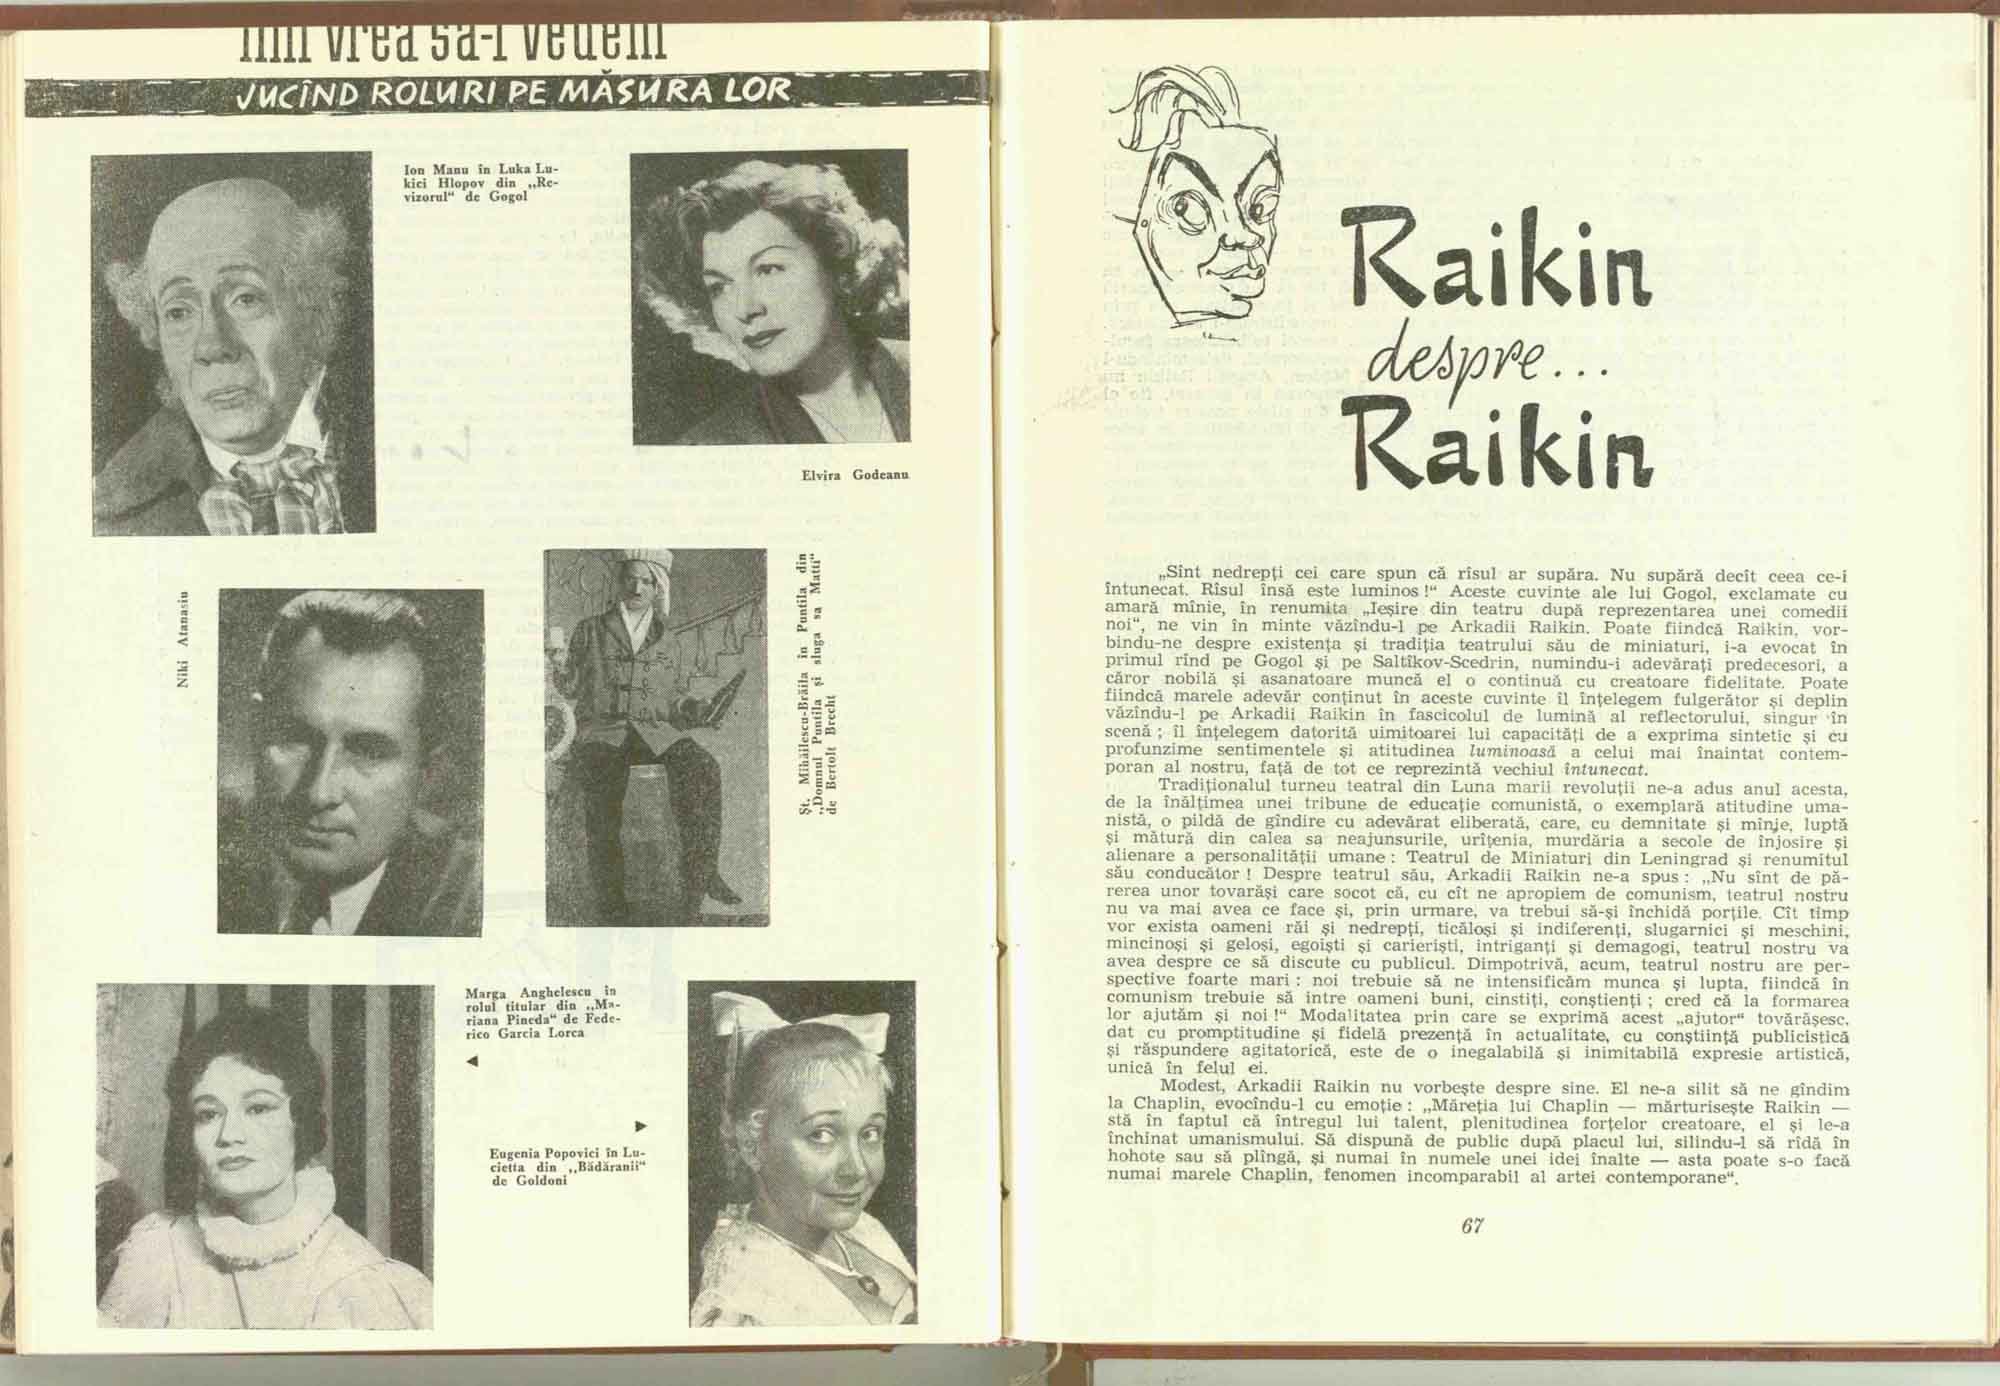 vrea să-i vedem
JUCÎND ROLURI PE MĂSURA LOR
Ion Manu în Luka Lu-
kici Hlopov din „Re-
vizorul“ de Gogol
Elvira Godeanu
Niki Atanasiu
Șt. Mihăilescu-Brăila în Puntila din
„Domnul Puntila și sluga sa Matti“
de Bertolt Brecht
Marga Anghelescu în
rolul titular din „Ma-
riana Pineda“ de Fede-
rico Garcia Lorca
Eugenia Popovici în Lu-
cietta din „Bădăranii“
de Goldoni
Raikin
despre...
Raikin
„Sînt nedrepți cei care spun că rîsul ar supăra. Nu supără decît ceea ce-i
întunecat. Rîsul însă este luminos !“ Aceste cuvinte ale lui Gogol, exclamate cu
amară mînie, în renumita „Ieșire din teatru după reprezentarea unei comedii
noi“, ne vin în minte văzîndu-l pe Arkadii Raikin. Poate fiindcă Raikin, vor-
bindu-ne despre existența și tradiția teatrului său de miniaturi, i-a evocat în
primul rînd pe Gogol și pe Saltîkov-Scedrin, numindu-i adevărați predecesori, a
căror nobilă și asanatoare muncă el o continuă cu creatoare fidelitate. Poate
fiindcă marele adevăr conținut în aceste cuvinte îl înțelegem fulgerător și deplin
văzîndu-l pe Arkadii Raikin în fascicolul de lumină al reflectorului, singur în
scenă ; îl înțelegem datorită uimitoarei lui capacități de a exprima sintetic și cu
profunzime sentimentele și atitudinea luminoasă a celui mai înaintat contem-
poran al nostru, față de tot ce reprezintă vechiul întunecat.
Tradiționalul turneu teatral din Luna marii revoluții ne-a adus anul acesta,
de la înălțimea unei tribune de educație comunistă, o exemplară atitudine uma-
nistă, o pildă de gîndire cu adevărat eliberată, care, cu demnitate și mînje, luptă
și mătură din calea sa neajunsurile, urîțenia, murdăria a secole de înjosire și
alienare a personalității umane : Teatrul de Miniaturi din Leningrad și renumitul
său conducător ! Despre teatrul său, Arkadii Raikin ne-a spus : „Nu sînt de pă-
rerea unor tovarăși care socot că, cu cît ne apropiem de comunism, teatrul nostru
nu va mai avea ce face și, prin urmare, va trebui să-și închidă porțile. Cît timp
vor exista oameni răi și nedrepți, ticăloși și indiferenți, slugarnici și meschini,
mincinoși și geloși, egoiști și carieriști, intriganți și demagogi, teatrul nostru va
avea despre ce să discute cu publicul. Dimpotrivă, acum, teatrul nostru are per-
spective foarte mari : noi trebuie să ne intensificăm munca și lupta, fiindcă în
comunism trebuie să intre oameni buni, cinstiți, conștienți ; cred că la formarea
lor ajutăm și noi !“ Modalitatea prin care se exprimă acest „ajutor“ tovărășesc,
dat cu promptitudine și fidelă prezență în actualitate, cu conștiință publicistică
și răspundere agitatorică, este de o inegalabilă și inimitabilă expresie artistică,
unică în felul ei.
Modest, Arkadii Raikin nu vorbește despre sine. El ne-a silit să ne gîndim
la Chaplin, evocîndu-l cu emoție : „Măreția lui Chaplin — mărturisește Raikin —
stă în faptul că întregul lui talent, plenitudinea forțelor creatoare, el și le-a
închinat umanismului. Să dispună de public după placul lui, silindu-l să rîdă în
hohote sau să plîngă, și numai în numele unei idei înalte — asta poate s-o facă
numai marele Chaplin, fenomen incomparabil al artei contemporane“.
67